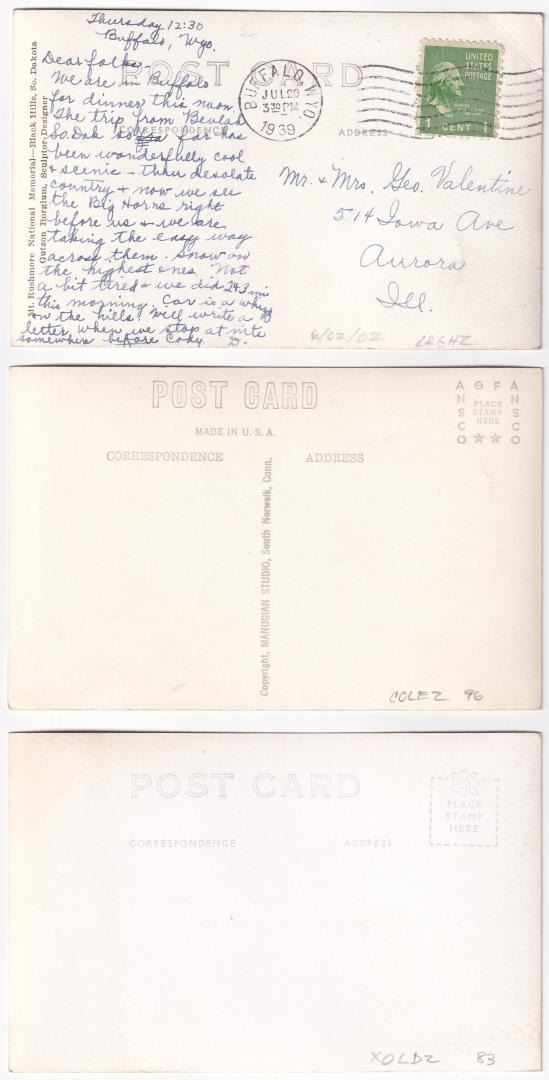 Thursday 12:30
Buffalo, Wyo.
POST CARD
Dear folks -
We are in Buffalo
for dinner this noon.
The trip from Beulah
So. Dak so far has
been wonderfully cool
& scenic - thru desolate
country & now we see
the Big Horns right
before us & we are
taking the easy way
across them. Snow on
the highest ones. Not
a bit tired & we did 243 mi
this morning. Car is a whizz
on the hills. Will write a
letter when we stop at nite
somewhere before Cody. D.
Mt. Rushmore National Memorial—Black Hills, So. Dakota
Gutzon Borglum, Sculptor-Designer
CORRESPONDENCE
ADDRESS
BUFFALO, WYO.
JUL 20
3 30 PM
1939
UNITED
STATES
POSTAGE
1 CENT 1
Mr. & Mrs. Geo. Valentine
514 Iowa Ave
Aurora
Ill.
6/02/02
POST CARD
MADE IN U. S. A.
CORRESPONDENCE
ADDRESS
ANSCO
AGFA
ANSCO
PLACE
STAMP
HERE
Copyright, MANUGIAN STUDIO, South Norwalk, Conn.
COLEZ 96
POST CARD
CORRESPONDENCE
ADDRESS
PLACE
STAMP
HERE
XOLDZ 83